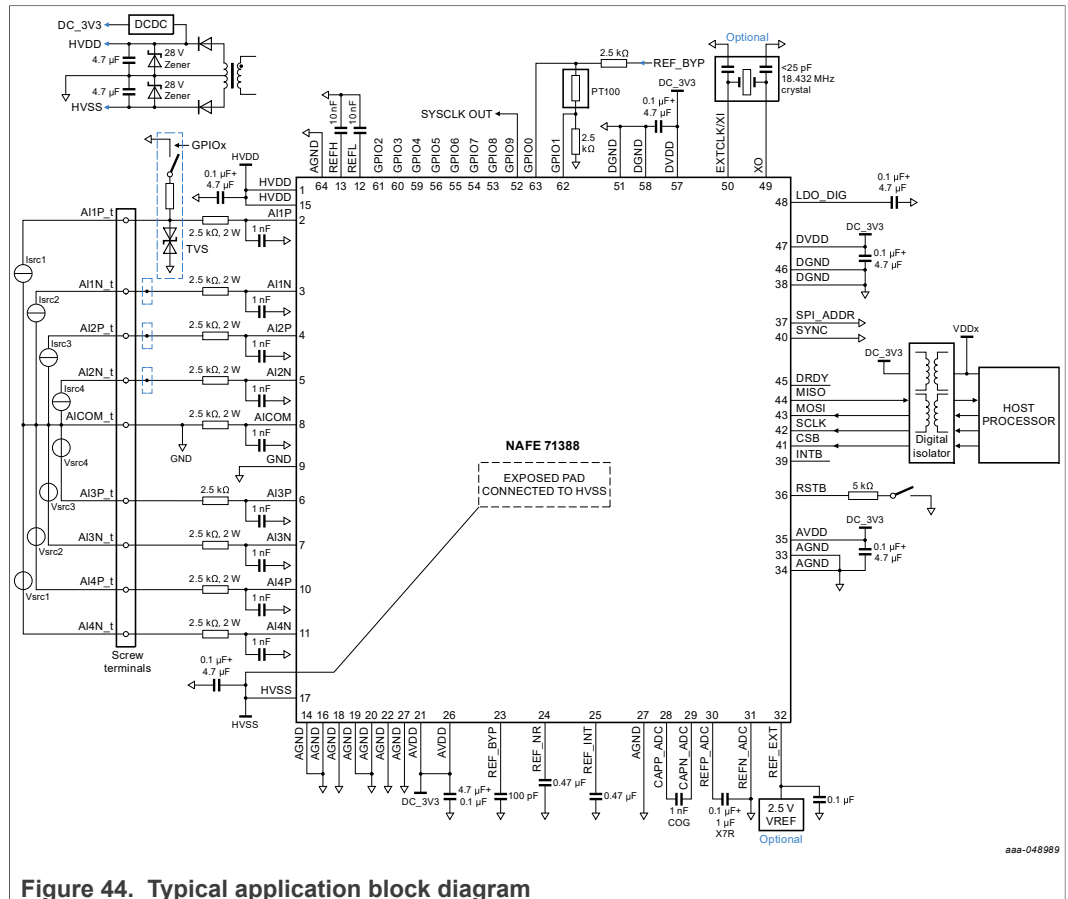 DC_3V3
DCDC
HVDD
4.7 µF
28 V
Zener
4.7 µF
28 V
Zener
HVSS
2.5 kΩ
REF_BYP
PT100
2.5
kΩ
DC_3V3
0.1 µF+
4.7 µF
Optional
<25 pF
18.432 MHz
crystal
SYSCLK OUT
10 nF
10 nF
AGND
REFH
REFL
GPIO2
GPIO3
GPIO4
GPIO5
GPIO6
GPIO7
GPIO8
GPIO9
GPIO0
GPIO1
DGND
DGND
DVDD
EXTCLK/XI
XO
64
13
12
61
60
59
56
55
54
53
52
63
62
51
58
57
50
49
GPIOx
TVS
HVDD
0.1 µF+
4.7 µF
HVDD
1
HVDD
15
AI1P_t
2.5 kΩ, 2 W
AI1P
2
1 nF
Isrc1
AI1N_t
2.5 kΩ, 2 W
AI1N
3
1 nF
Isrc2
AI2P_t
2.5 kΩ, 2 W
AI2P
4
1 nF
Isrc3
AI2N_t
2.5 kΩ, 2 W
AI2N
5
1 nF
Isrc4
AICOM_t
2.5 kΩ, 2 W
AICOM
8
1 nF
GND
GND
9
Vsrc4
AI3P_t
2.5 kΩ
AI3P
6
1 nF
Vsrc3
AI3N_t
2.5 kΩ, 2 W
AI3N
7
1 nF
Vsrc2
AI4P_t
2.5 kΩ, 2 W
AI4P
10
1 nF
Vsrc1
AI4N_t
2.5 kΩ, 2 W
AI4N
11
1 nF
Screw
terminals
0.1 µF+
4.7 µF
HVSS
17
HVSS
NAFE 71388
EXPOSED PAD
CONNECTED TO HVSS
48
LDO_DIG
0.1 µF+
4.7 µF
DC_3V3
47
DVDD
0.1 µF+
4.7 µF
46
DGND
38
DGND
37
SPI_ADDR
40
SYNC
VDDx
DC_3V3
45
DRDY
44
MISO
43
MOSI
42
SCLK
41
CSB
39
INTB
Digital
isolator
HOST
PROCESSOR
36
RSTB
5 kΩ
DC_3V3
35
AVDD
0.1 µF+
4.7 µF
33
AGND
34
AGND
14
16
18
19
20
22
27
21
26
23
24
25
27
28
29
30
31
32
AGND
AGND
AGND
AGND
AGND
AGND
AGND
AVDD
AVDD
REF_BYP
REF_NR
REF_INT
AGND
CAPP_ADC
CAPN_ADC
REFP_ADC
REFN_ADC
REF_EXT
DC_3V3
4.7 µF+
0.1 µF
100 pF
0.47 µF
0.47 µF
1 nF
COG
0.1 µF+
1 µF
X7R
2.5 V
VREF
Optional
0.1 µF
aaa-048989
Figure 44. Typical application block diagram